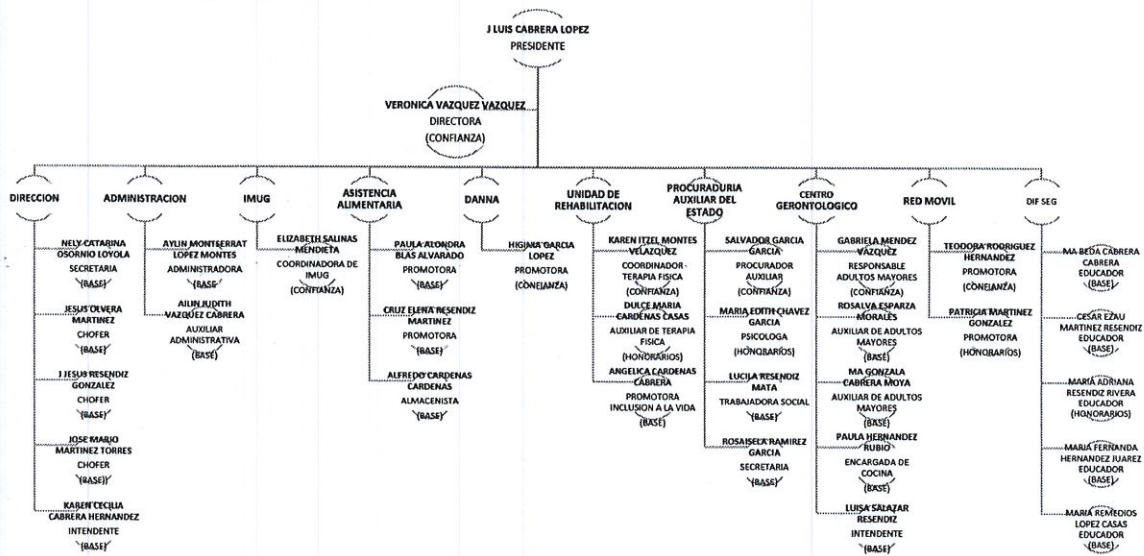 J LUIS CABRERA LOPEZ
PRESIDENTE
VERONICA VAZQUEZ VAZQUEZ
DIRECTORA
(CONFIANZA)
DIRECCION
NELY CATARINA
OSORNIO LOYOLA
SECRETARIA
(BASE)
JESUS OLVERA
MARTINEZ
CHOFER
(BASE)
J JESUS RESENDIZ
GONZALEZ
CHOFER
(BASE)
JOSE MARIO
MARTINEZ TORRES
CHOFER
(BASE))
KAREN CECILIA
CABRERA HERNANDEZ
INTENDENTE
(BASE)
ADMINISTRACION
AYLIN MONTSERRAT
LOPEZ MONTES
ADMINISTRADORA
(BASE)
AILIN JUDITH
VAZQUEZ CABRERA
AUXILIAR
ADMINISTRATIVA
(BASE)
IMUG
ELIZABETH SALINAS
MENDIETA
COORDINADORA DE
IMUG
(CONFIANZA)
ASISTENCIA
ALIMENTARIA
PAULA ALONDRA
BLAS ALVARADO
PROMOTORA
(BASE)
CRUZ ELENA RESENDIZ
MARTINEZ
PROMOTORA
(BASE)
ALFREDO CARDENAS
CARDENAS
ALMACENISTA
(BASE)
DANNA
HIGINIA GARCIA
LOPEZ
PROMOTORA
(CONFIANZA)
UNIDAD DE
REHABILITACION
KAREN ITZEL MONTES
VELAZQUEZ
COORDINADOR
TERAPIA FISICA
(CONFIANZA)
DULCE MARIA
CARDENAS CASAS
AUXILIAR DE TERAPIA
FISICA
(HONORARIOS)
ANGELICA CARDENAS
CABRERA
PROMOTORA
INCLUSION A LA VIDA
(BASE)
PROCURADURIA
AUXILIAR DEL
ESTADO
SALVADOR GARCIA
GARCIA
PROCURADOR
AUXILIAR
(CONFIANZA)
MARIA EDITH CHAVEZ
GARCIA
PSICOLOGA
(HONORARIOS)
LUCILA RESENDIZ
MATA
TRABAJADORA SOCIAL
(BASE)
ROSAISELA RAMIREZ
GARCIA
SECRETARIA
(BASE)
CENTRO
GERONTOLOGICO
GABRIELA MENDEZ
VAZQUEZ
RESPONSABLE
ADULTOS MAYORES
(CONFIANZA)
ROSALVA ESPARZA
MORALES
AUXILIAR DE ADULTOS
MAYORES
(BASE)
MA GONZALA
CABRERA MOYA
AUXILIAR DE ADULTOS
MAYORES
(BASE)
PAULA HERNANDEZ
RUBIO
ENCARGADA DE
COCINA
(BASE)
LUISA SALAZAR
RESENDIZ
INTENDENTE
(BASE)
RED MOVIL
TEODORA RODRIGUEZ
HERNANDEZ
PROMOTORA
(CONFIANZA)
PATRICIA MARTINEZ
GONZALEZ
PROMOTORA
(HONORARIOS)
DIF SEG
MA BEDA CABRERA
CABRERA
EDUCADOR
(BASE)
CESAR EZAU
MARTINEZ RESENDIZ
EDUCADOR
(BASE)
MARIA ADRIANA
RESENDIZ RIVERA
EDUCADOR
(HONORARIOS)
MARIA FERNANDA
HERNANDEZ JUAREZ
EDUCADOR
(BASE)
MARIA REMEDIOS
LOPEZ CASAS
EDUCADOR
(BASE)